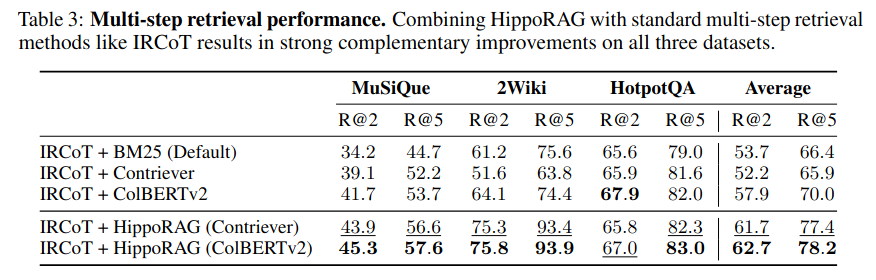 Table 3: Multi-step retrieval performance. Combining HippoRAG with standard multi-step retrieval
methods like IRCoT results in strong complementary improvements on all three datasets.
MuSiQue 2Wiki HotpotQA Average
R@2 R@5 R@2 R@5 R@2 R@5 R@2 R@5
IRCoT + BM25 (Default) 34.2 44.7 61.2 75.6 65.6 79.0 53.7 66.4
IRCoT + Contriever 39.1 52.2 51.6 63.8 65.9 81.6 52.2 65.9
IRCoT + ColBERTv2 41.7 53.7 64.1 74.4 67.9 82.0 57.9 70.0
IRCoT + HippoRAG (Contriever) 43.9 56.6 75.3 93.4 65.8 82.3 61.7 77.4
IRCoT + HippoRAG (ColBERTv2) 45.3 57.6 75.8 93.9 67.0 83.0 62.7 78.2